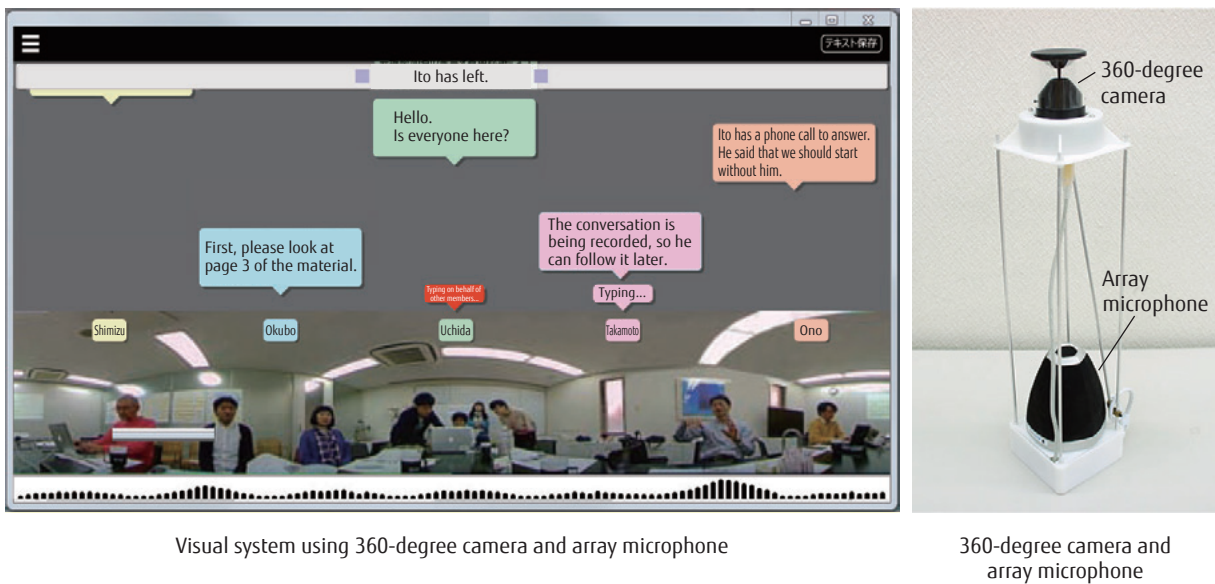 テキスト保存
Ito has left.
Hello.
Is everyone here?
Ito has a phone call to answer.
He said that we should start
without him.
The conversation is
being recorded, so he
can follow it later.
First, please look at
page 3 of the material.
Typing on behalf of
other members...
Typing...
Shimizu
Okubo
Uchida
Takamoto
Ono
360-degree
camera
Array
microphone
Visual system using 360-degree camera and array microphone
360-degree camera and
array microphone